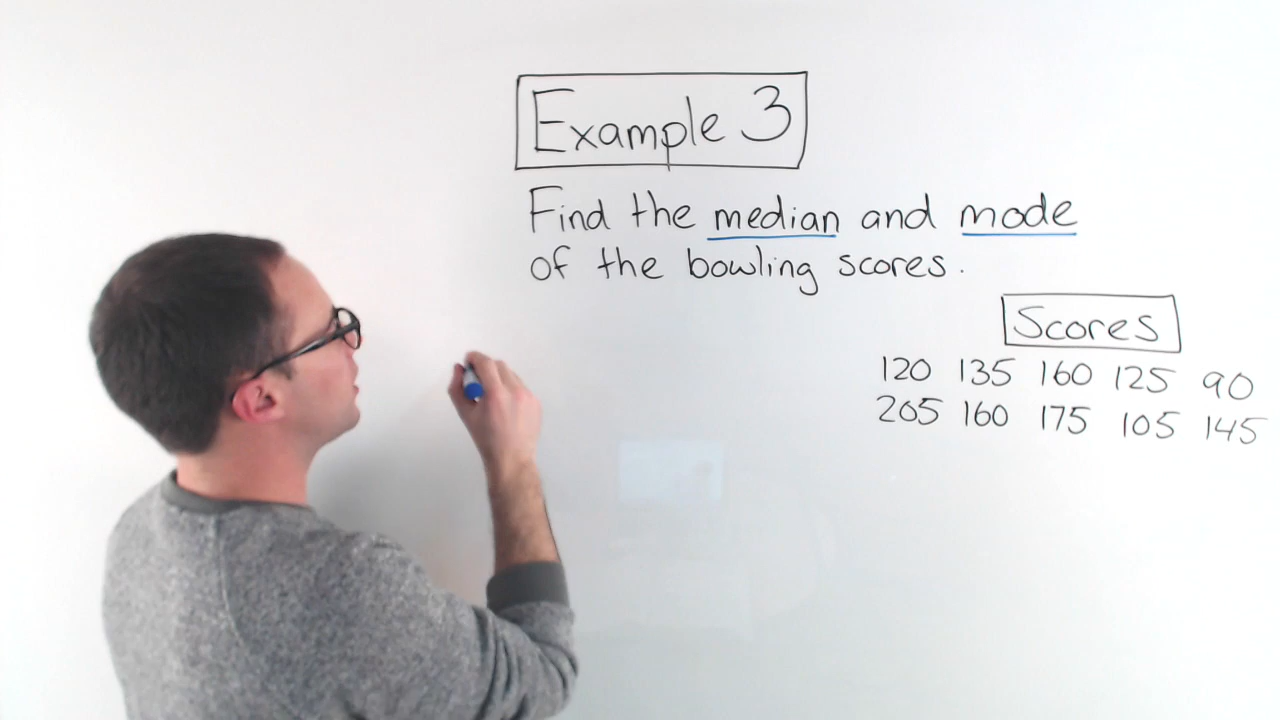 Example 3
Find the median and mode
of the bowling scores.
Scores
120 135 160 125 90
205 160 175 105 145